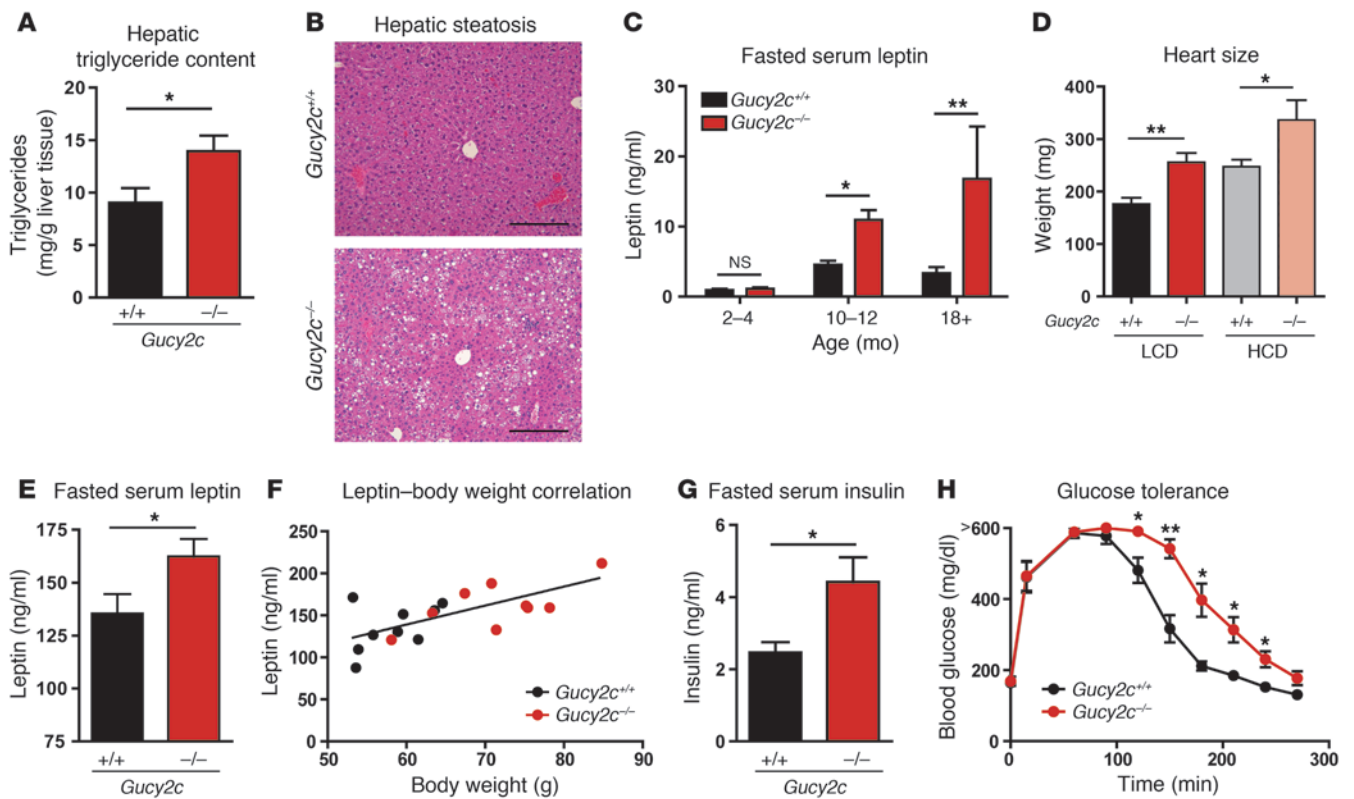 A
Hepatic
triglyceride content
Triglycerides
(mg/g liver tissue)
20
15
10
5
0
*
+/+
–/–
Gucy2c
B
Hepatic steatosis
Gucy2c+/+
Gucy2c–/–
C
Fasted serum leptin
Leptin (ng/ml)
30
20
10
0
Gucy2c+/+
Gucy2c–/–
NS
*
**
2–4
10–12
18+
Age (mo)
D
Heart size
Weight (mg)
400
300
200
100
0
**
*
Gucy2c
+/+
–/–
+/+
–/–
LCD
HCD
E
Fasted serum leptin
Leptin (ng/ml)
175
150
125
100
75
*
+/+
–/–
Gucy2c
F
Leptin–body weight correlation
Leptin (ng/ml)
250
200
150
100
50
0
Gucy2c+/+
Gucy2c–/–
50
60
70
80
90
Body weight (g)
G
Fasted serum insulin
Insulin (ng/ml)
6
4
2
0
*
+/+
–/–
Gucy2c
H
Glucose tolerance
Blood glucose (mg/dl)
>600
400
200
0
*
**
*
*
*
Gucy2c+/+
Gucy2c–/–
0
100
200
300
Time (min)